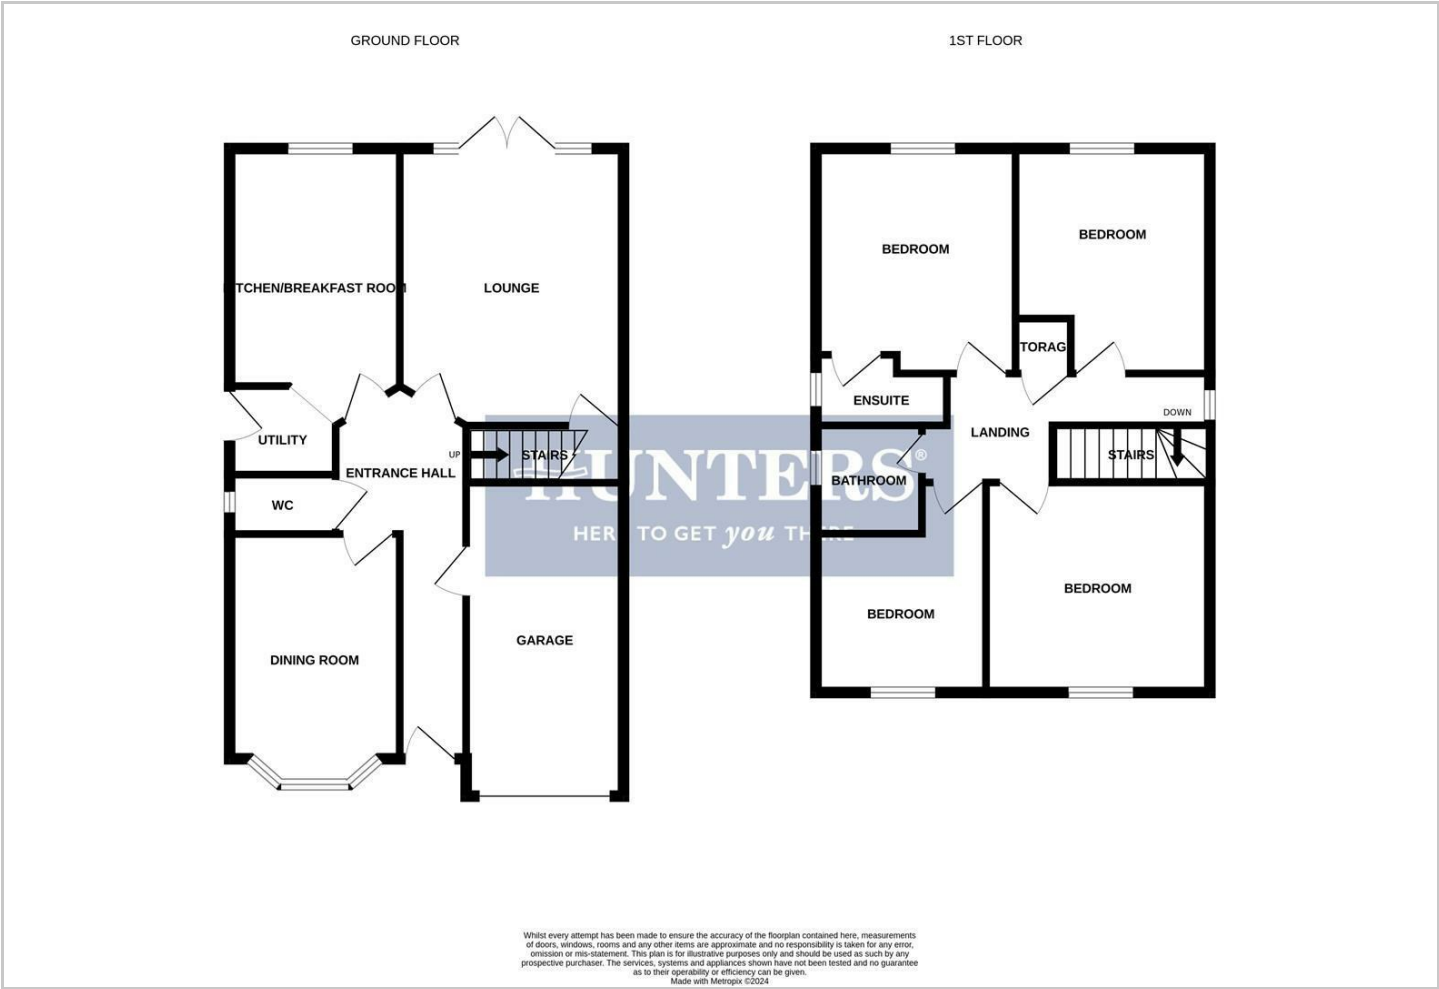 GROUND FLOOR
1ST FLOOR
KITCHEN/BREAKFAST ROOM
LOUNGE
UTILITY
UP
STAIRS
ENTRANCE HALL
WC
DINING ROOM
GARAGE
BEDROOM
BEDROOM
TORAG
ENSUITE
DOWN
LANDING
STAIRS
BATHROOM
BEDROOM
BEDROOM
HUNTERS®
HERE TO GET you THERE
Whilst every attempt has been made to ensure the accuracy of the floorplan contained here, measurements
of doors, windows, rooms and any other items are approximate and no responsibility is taken for any error,
omission or mis-statement. This plan is for illustrative purposes only and should be used as such by any
prospective purchaser. The services, systems and appliances shown have not been tested and no guarantee
as to their operability or efficiency can be given.
Made with Metropix ©2024